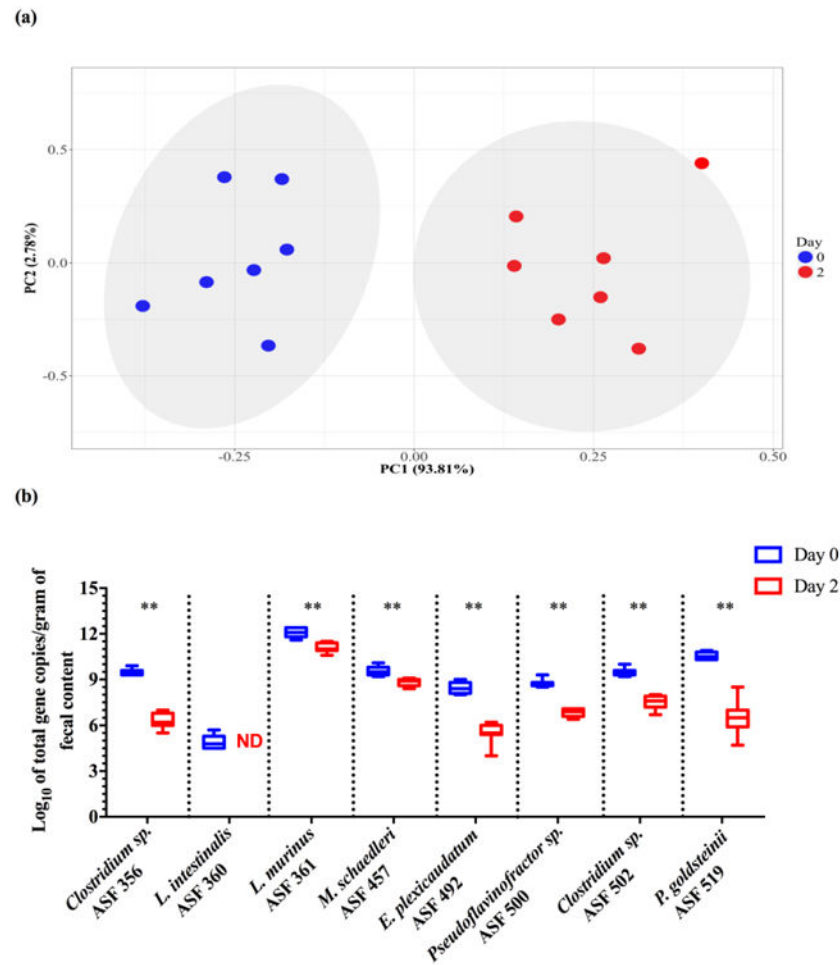 (a)
0.5
0.0
-0.5
PC2 (2.78%)
-0.25
0.00
0.25
0.50
PC1 (93.81%)
Day
0
2
(b)
Day 0
Day 2
Log10 of total gene copies/gram of
fecal content
15
12
9
6
3
0
**
ND
**
**
**
**
**
**
Clostridium sp.
ASF 356
L. intestinalis
ASF 360
L. murinus
ASF 361
M. schaedleri
ASF 457
E. plexicaudatum
ASF 492
Pseudoflavinofractor sp.
ASF 500
Clostridium sp.
ASF 502
P. goldsteinii
ASF 519